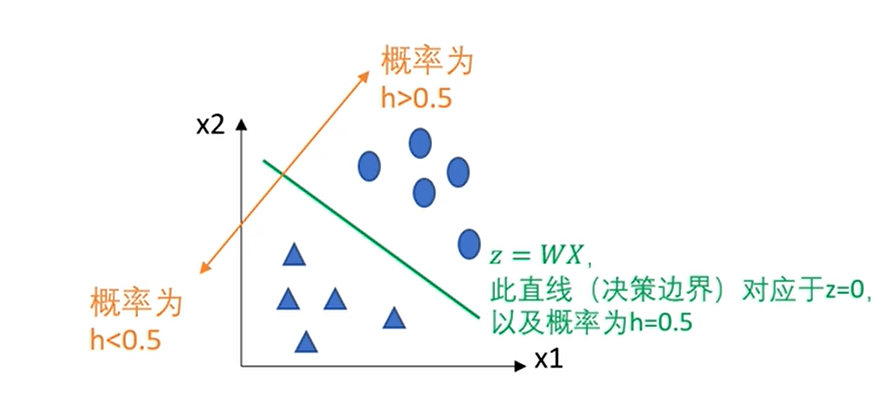 概率为
h>0.5
x2
z = WX,
此直线（决策边界）对应于z=0,
以及概率为h=0.5
概率为
h<0.5
x1